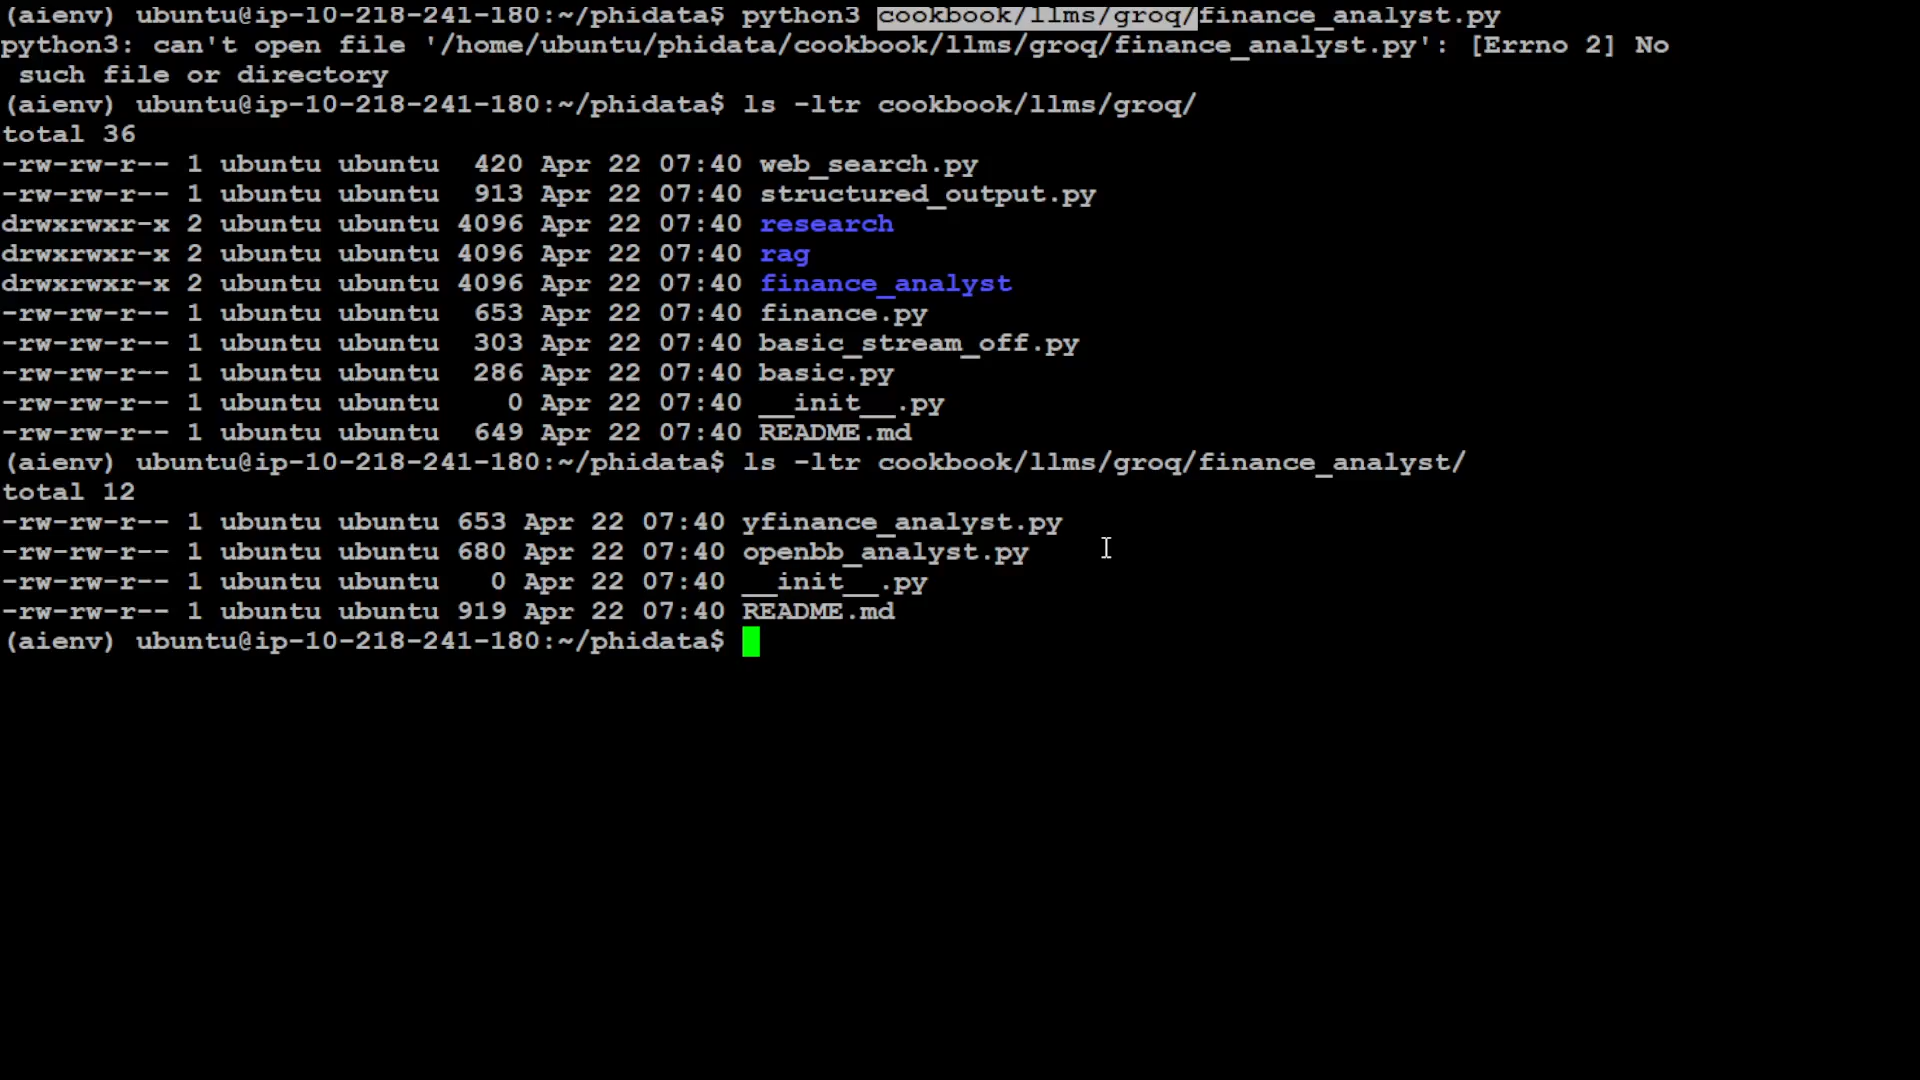 (aienv) ubuntu@ip-10-218-241-180:~/phidata$ python3 cookbook/llms/groq/finance_analyst.py
python3: can't open file '/home/ubuntu/phidata/cookbook/llms/groq/finance_analyst.py': [Errno 2] No
 such file or directory
(aienv) ubuntu@ip-10-218-241-180:~/phidata$ ls -ltr cookbook/llms/groq/
total 36
-rw-rw-r-- 1 ubuntu ubuntu  420 Apr 22 07:40 web_search.py
-rw-rw-r-- 1 ubuntu ubuntu  913 Apr 22 07:40 structured_output.py
drwxrwxr-x 2 ubuntu ubuntu 4096 Apr 22 07:40 research
drwxrwxr-x 2 ubuntu ubuntu 4096 Apr 22 07:40 rag
drwxrwxr-x 2 ubuntu ubuntu 4096 Apr 22 07:40 finance_analyst
-rw-rw-r-- 1 ubuntu ubuntu  653 Apr 22 07:40 finance.py
-rw-rw-r-- 1 ubuntu ubuntu  303 Apr 22 07:40 basic_stream_off.py
-rw-rw-r-- 1 ubuntu ubuntu  286 Apr 22 07:40 basic.py
-rw-rw-r-- 1 ubuntu ubuntu    0 Apr 22 07:40 __init__.py
-rw-rw-r-- 1 ubuntu ubuntu  649 Apr 22 07:40 README.md
(aienv) ubuntu@ip-10-218-241-180:~/phidata$ ls -ltr cookbook/llms/groq/finance_analyst/
total 12
-rw-rw-r-- 1 ubuntu ubuntu 653 Apr 22 07:40 yfinance_analyst.py
-rw-rw-r-- 1 ubuntu ubuntu 680 Apr 22 07:40 openbb_analyst.py
-rw-rw-r-- 1 ubuntu ubuntu   0 Apr 22 07:40 __init__.py
-rw-rw-r-- 1 ubuntu ubuntu 919 Apr 22 07:40 README.md
(aienv) ubuntu@ip-10-218-241-180:~/phidata$